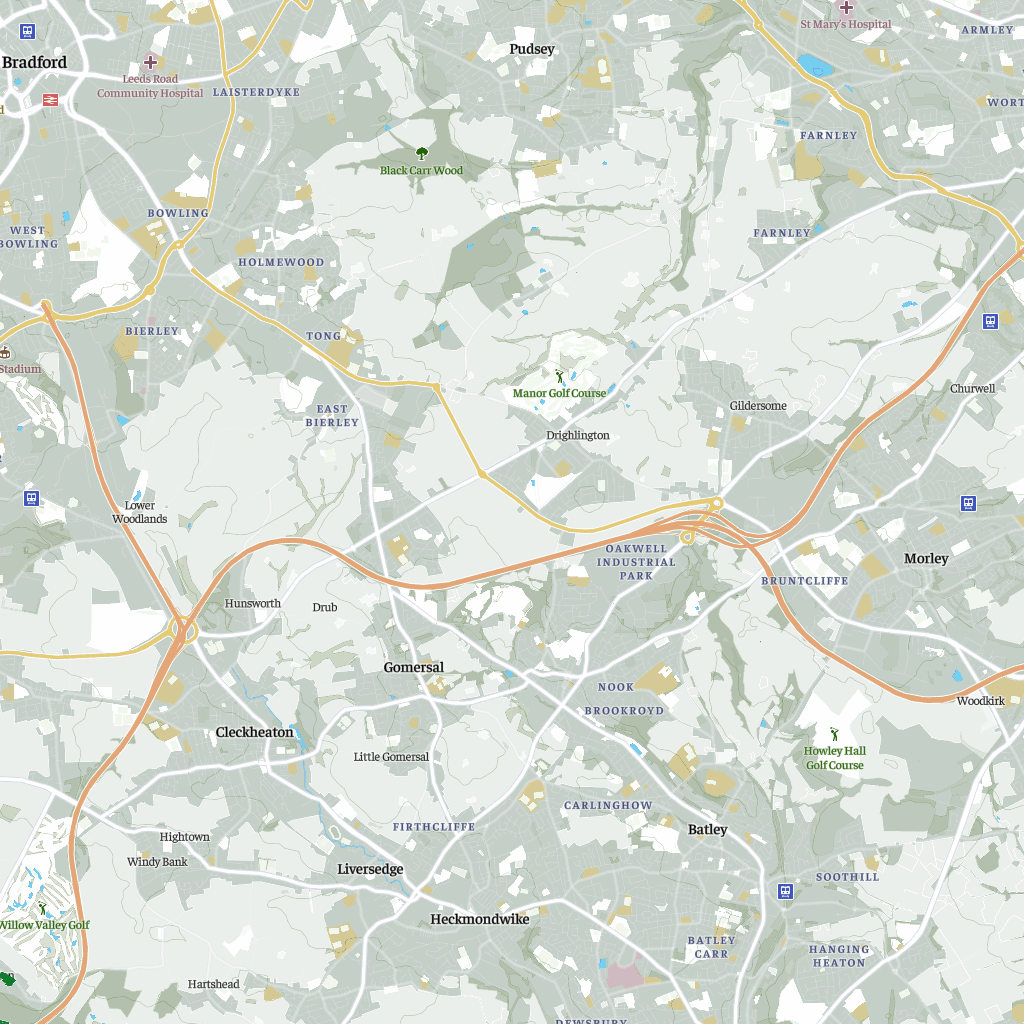 St Mary's Hospital
ARMLEY
Pudsey
Bradford
Leeds Road
Community Hospital
LAISTERDYKE
WORT
FARNLEY
Black Carr Wood
BOWLING
WEST
BOWLING
FARNLEY
HOLMEWOOD
BIERLEY
TONG
Stadium
Manor Golf Course
Churwell
EAST
BIERLEY
Gildersome
Drighlington
Lower
Woodlands
OAKWELL
INDUSTRIAL
PARK
Morley
BRUNTCLIFFE
Hunsworth
Drub
Gomersal
NOOK
BROOKROYD
Woodkirk
Cleckheaton
Howley Hall
Golf Course
Little Gomersal
CARLINGHOW
FIRTHCLIFFE
Batley
Hightown
Windy Bank
Liversedge
SOOTHILL
Heckmondwike
Willow Valley Golf
BATLEY
CARR
HANGING
HEATON
Hartshead
DEWSBURY